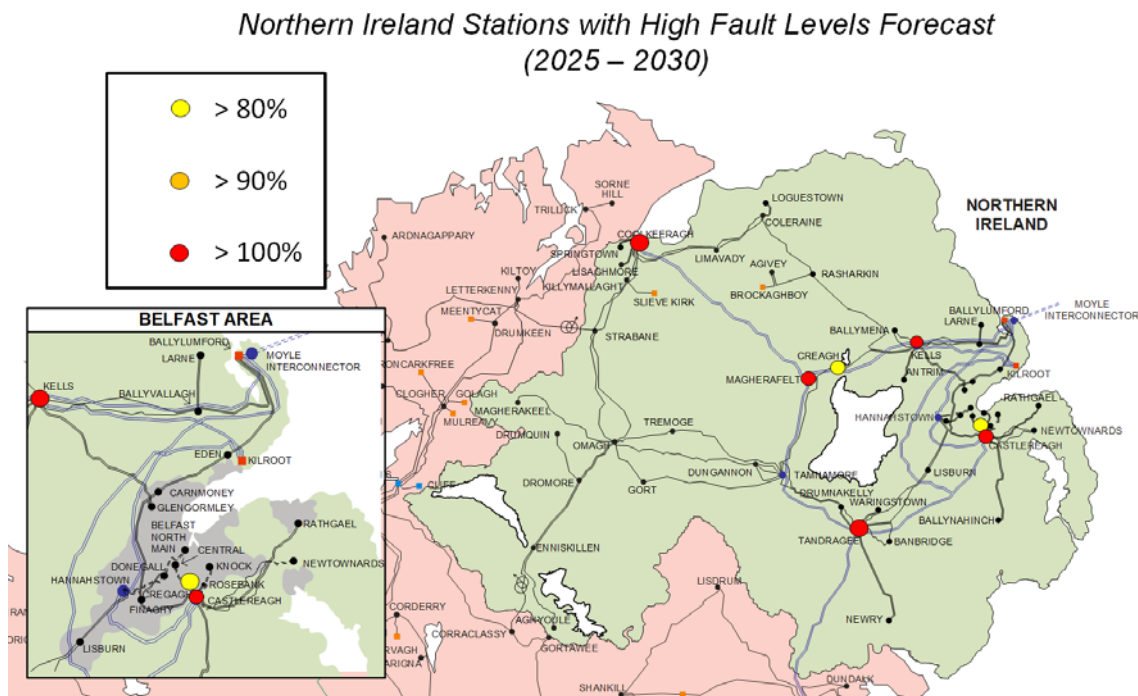 Northern Ireland Stations with High Fault Levels Forecast
(2025 – 2030)
> 80%
> 90%
> 100%
SORNE
HILL
TRILLICK
ARDNAGAPPARY
LOGUESTOWN
COLERAINE
NORTHERN
IRELAND
COOLKEERAGH
SPRINGTOWN
LIMAVADY
LISAGHMORE
KILLYMALLAGHT
KILTOY
AGIVEY
RASHARKIN
LETTERKENNY
SLIEVE KIRK
BROCKAGHBOY
MEENTYCAT
DRUMKEEN
STRABANE
BALLYMENA
BALLYLUMFORD
LARNE
MOYLE
INTERCONNECTOR
KELLS
CREAGH
MAGHERAFELT
ANTRIM
KILROOT
RATHGAEL
CLOGHER
GOLAGH
MULREAVY
MAGHERAKEEL
HANNAHSTOWN
NEWTOWNARDS
CASTLEREAGH
DRUMQUIN
TREMOGE
OMAGH
DUNGANNON
TAMNAMORE
LISBURN
DROMORE
GORT
DRUMNAKELLY
WARINGSTOWN
BALLYNAHINCH
TANDRAGEE
BANBRIDGE
CLIFF
ENNISKILLEN
LISDRUM
NEWRY
CORDERRY
AGHYOULE
CORRACLASSY
GORTAWEE
SHANKILL
DUNDALK
BELFAST AREA
BALLYLUMFORD
LARNE
MOYLE
INTERCONNECTOR
KELLS
BALLYVALLAGH
EDEN
KILROOT
CARNMONEY
GLENGORMLEY
BELFAST
NORTH
MAIN
CENTRAL
RATHGAEL
DONEGALL
KNOCK
NEWTOWNARDS
HANNAHSTOWN
CREGAGH
ROSEBANK
FINAGHY
CASTLEREAGH
LISBURN